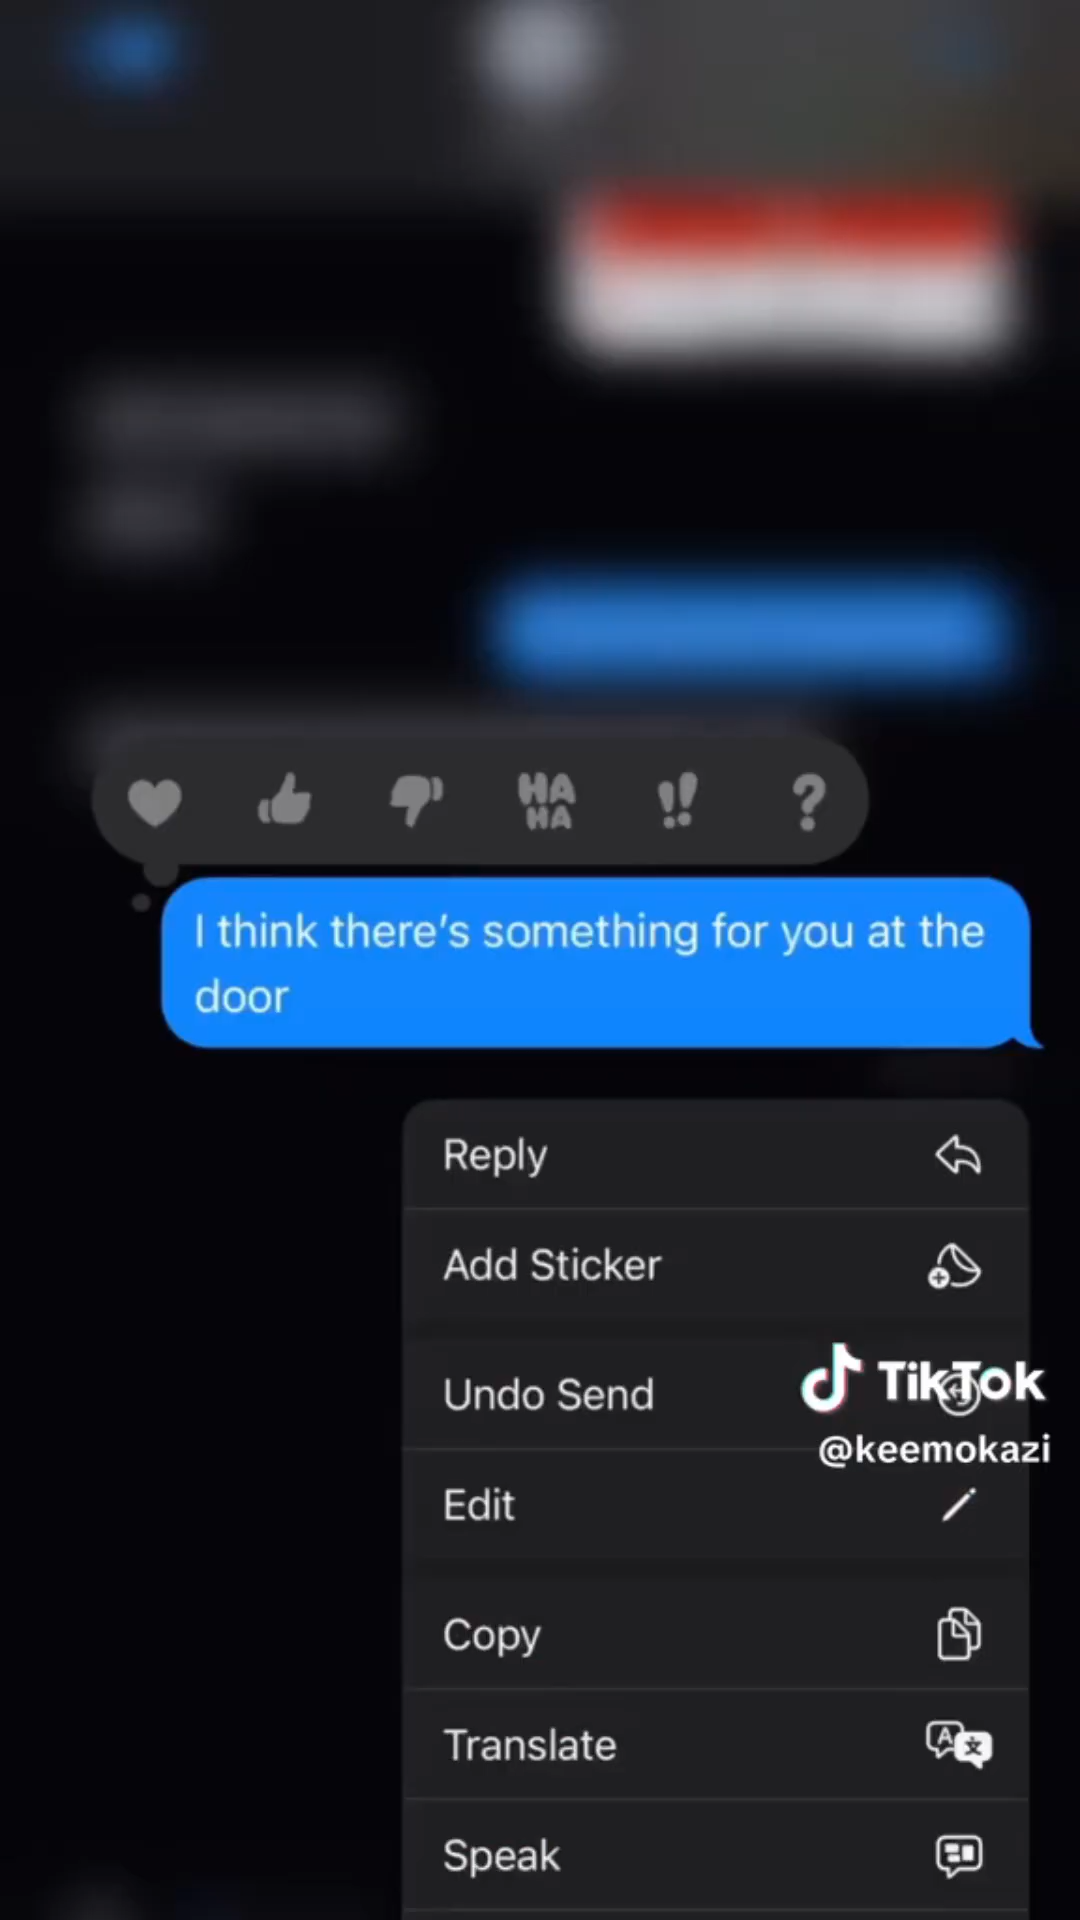 HA
HA
!!
?
I think there's something for you at the
door
Reply
Add Sticker
Undo Send
TikTok
@keemokazi
Edit
Copy
Translate
Speak